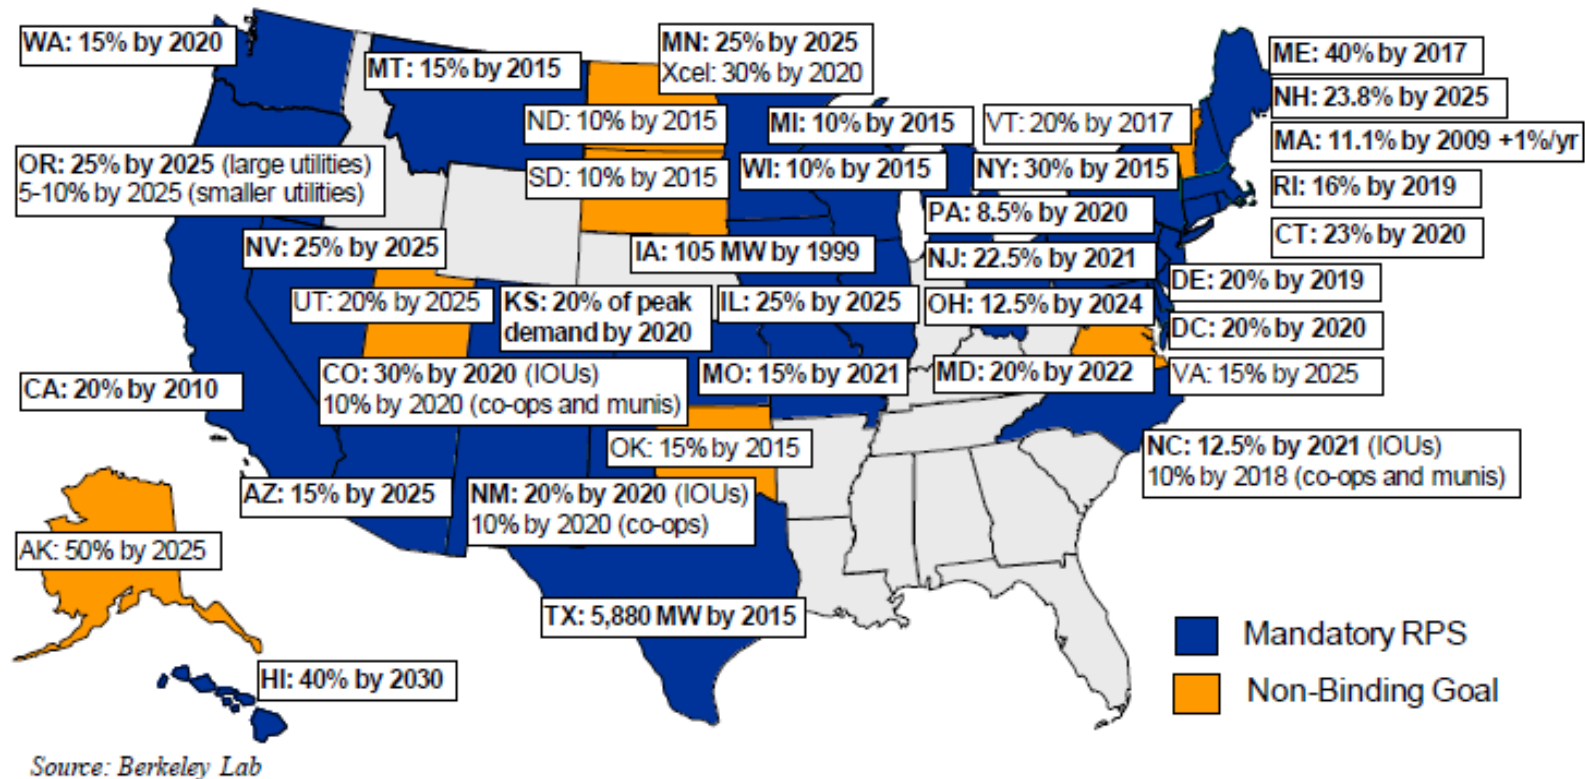 WA: 15% by 2020
MT: 15% by 2015
MN: 25% by 2025
Xcel: 30% by 2020
ME: 40% by 2017
NH: 23.8% by 2025
ND: 10% by 2015
MI: 10% by 2015
VT: 20% by 2017
MA: 11.1% by 2009 +1%/yr
OR: 25% by 2025 (large utilities)
5-10% by 2025 (smaller utilities)
SD: 10% by 2015
WI: 10% by 2015
NY: 30% by 2015
RI: 16% by 2019
PA: 8.5% by 2020
CT: 23% by 2020
NV: 25% by 2025
IA: 105 MW by 1999
NJ: 22.5% by 2021
DE: 20% by 2019
UT: 20% by 2025
KS: 20% of peak
demand by 2020
IL: 25% by 2025
OH: 12.5% by 2024
DC: 20% by 2020
CA: 20% by 2010
CO: 30% by 2020 (IOUs)
10% by 2020 (co-ops and munis)
MO: 15% by 2021
MD: 20% by 2022
VA: 15% by 2025
OK: 15% by 2015
NC: 12.5% by 2021 (IOUs)
10% by 2018 (co-ops and munis)
AZ: 15% by 2025
NM: 20% by 2020 (IOUs)
10% by 2020 (co-ops)
AK: 50% by 2025
TX: 5,880 MW by 2015
HI: 40% by 2030
Mandatory RPS
Non-Binding Goal
Source: Berkeley Lab